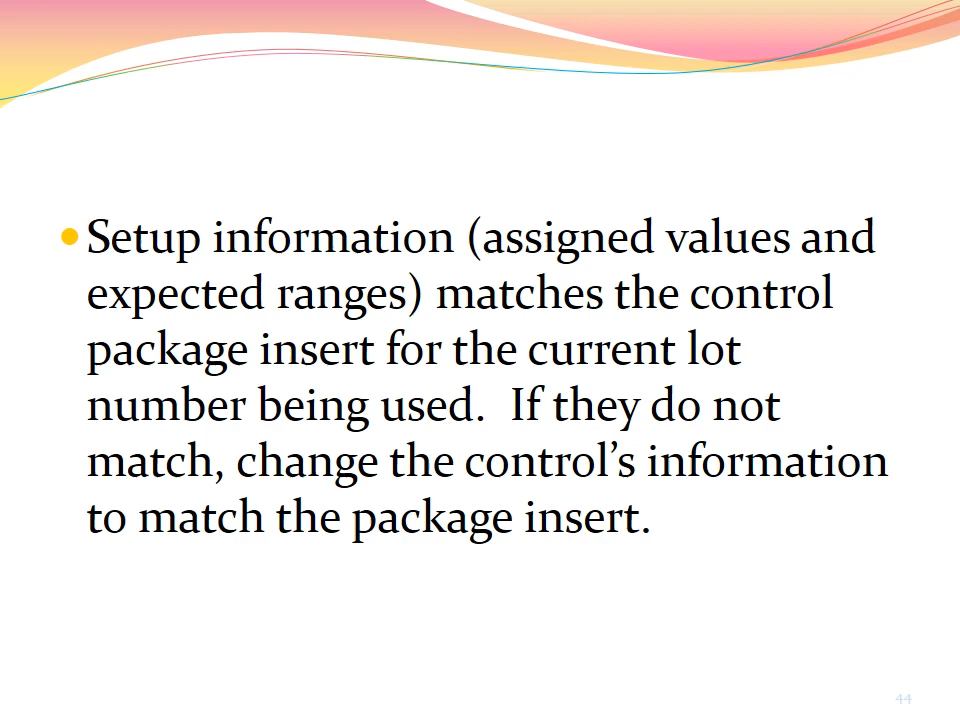 Setup information (assigned values and
expected ranges) matches the control
package insert for the current lot
number being used.  If they do not
match, change the control’s information
to match the package insert.
44